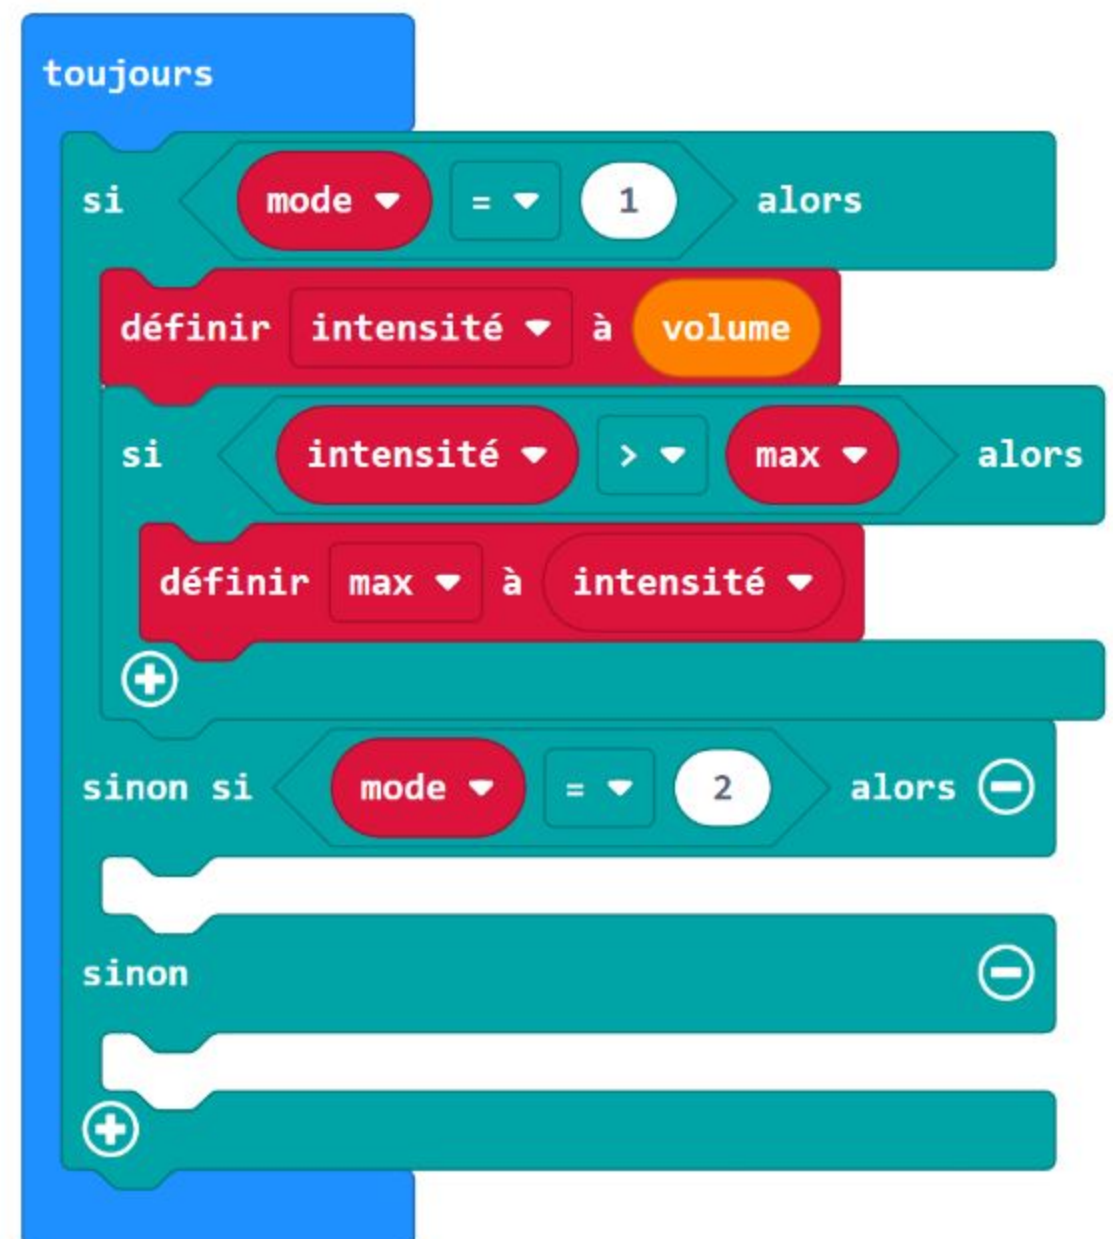 toujours
si mode = 1 alors
définir intensité à volume
si intensité > max alors
définir max à intensité
sinon si mode = 2 alors
sinon